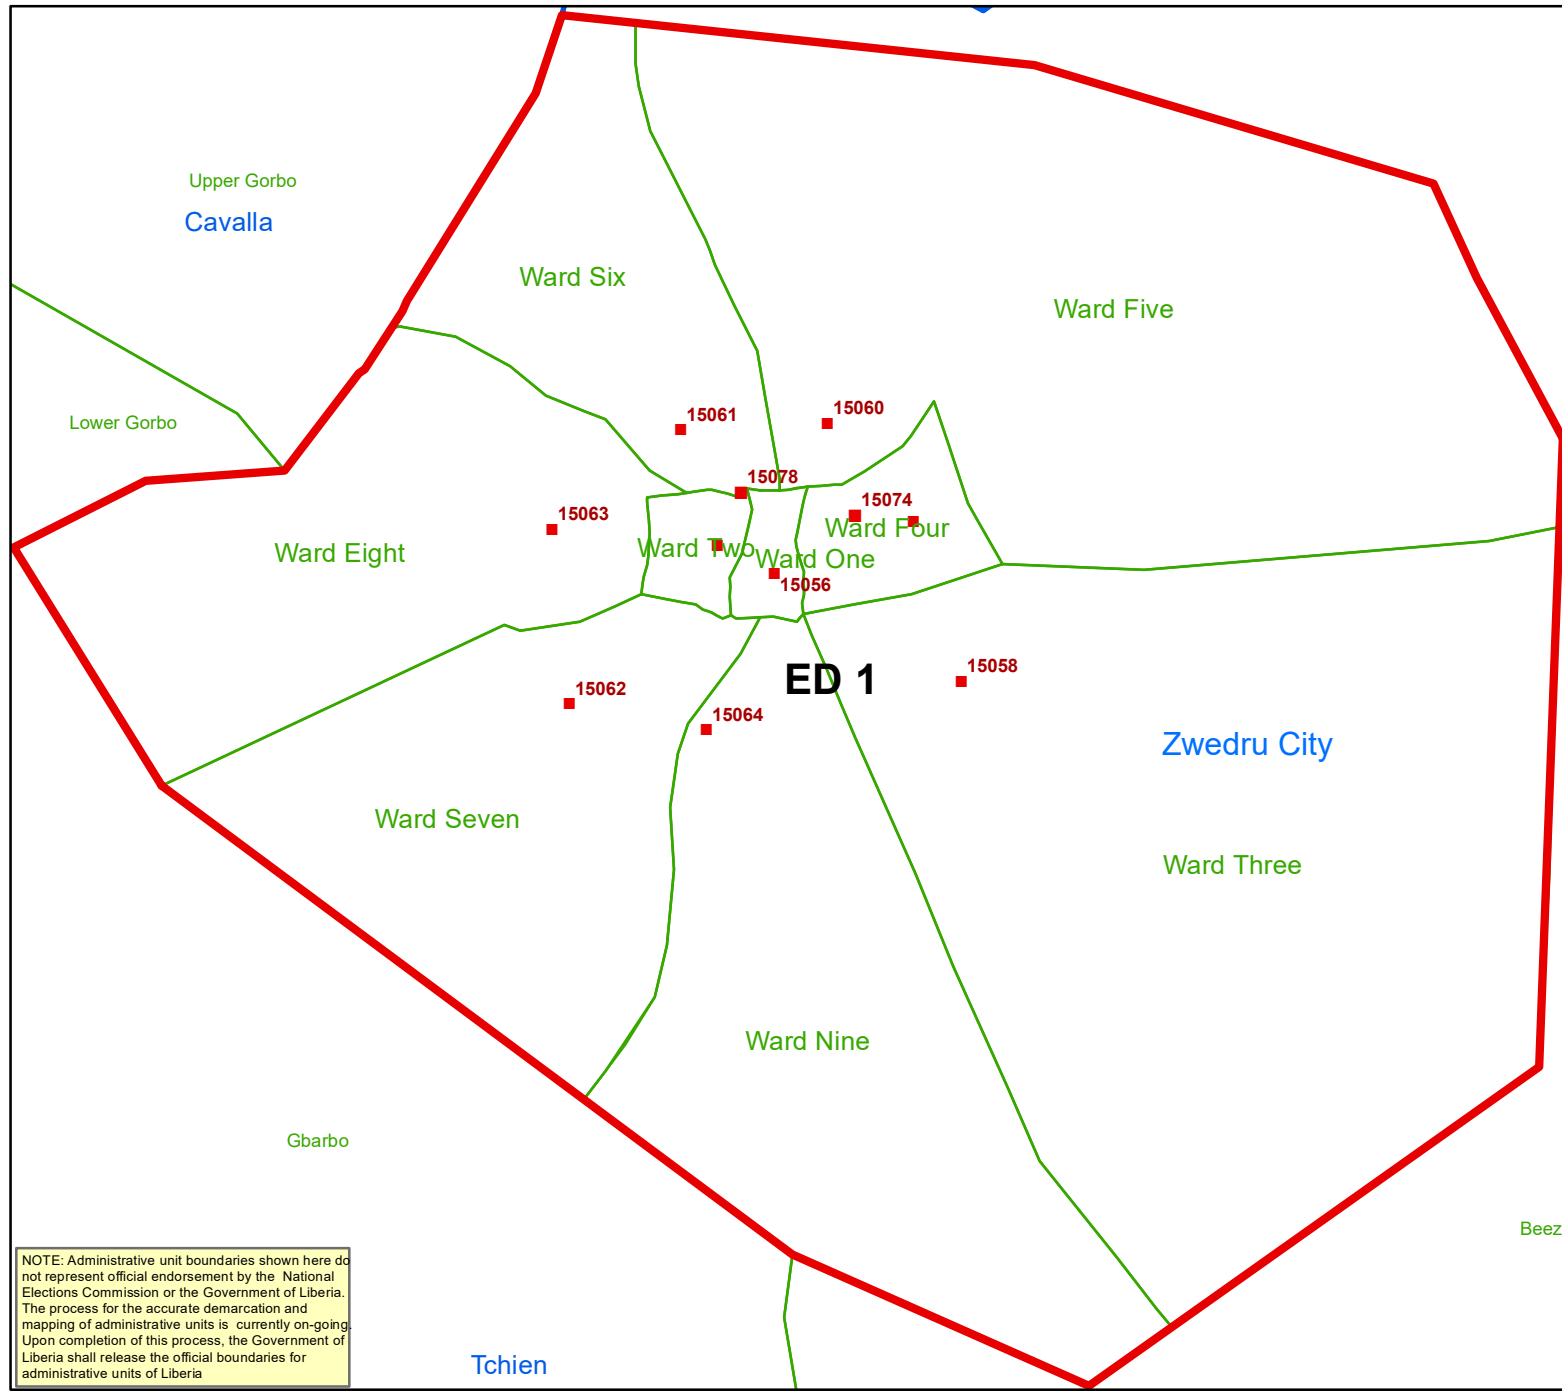 Upper Gorbo
Cavalla
Ward Six
Ward Five
Lower Gorbo
15061
15060
15078
15074
15063
Ward Four
Ward Two
Ward Eight
Ward One
15056
15058
ED 1
15062
15064
Zwedru City
Ward Seven
Ward Three
Ward Nine
Gbarbo
Beez
NOTE: Administrative unit boundaries shown here do
not represent official endorsement by the National
Elections Commission or the Government of Liberia.
The process for the accurate demarcation and
mapping of administrative units is currently on-going.
Upon completion of this process, the Government of
Liberia shall release the official boundaries for
administrative units of Liberia
Tchien